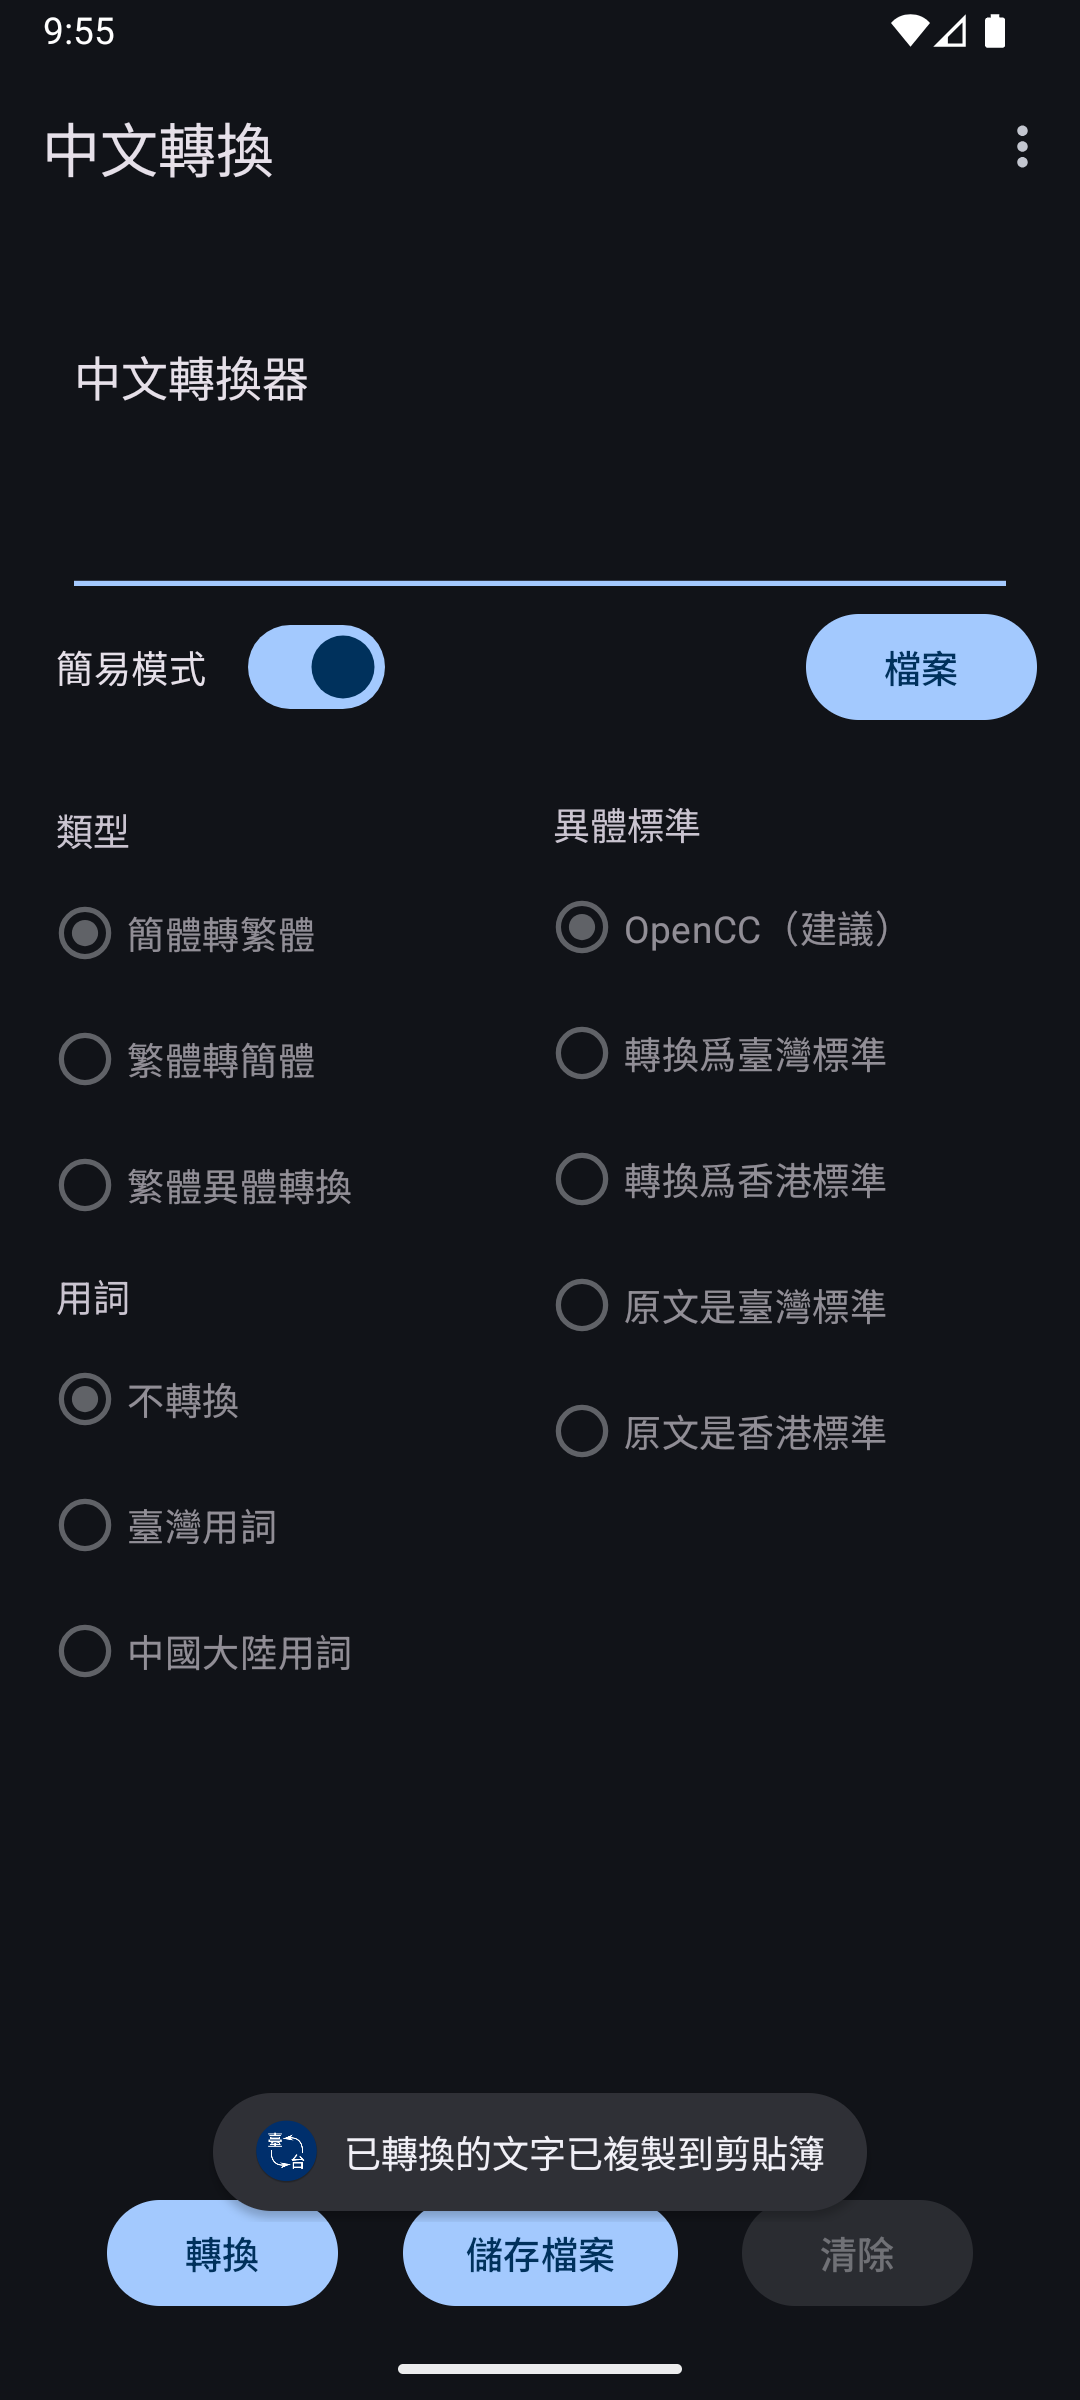 9:55
中文轉換
中文轉換器
簡易模式
檔案
類型
簡體轉繁體
繁體轉簡體
繁體異體轉換
用詞
不轉換
臺灣用詞
中國大陸用詞
異體標準
OpenCC（建議）
轉換爲臺灣標準
轉換爲香港標準
原文是臺灣標準
原文是香港標準
臺
台
已轉換的文字已複製到剪貼簿
轉換
儲存檔案
清除